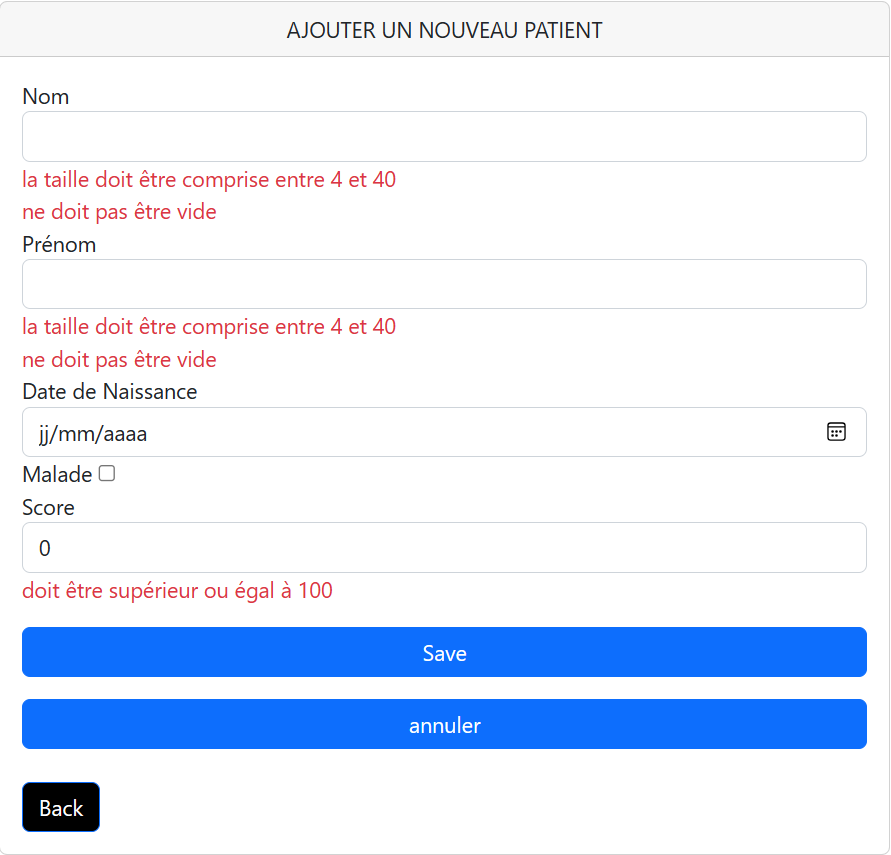 AJOUTER UN NOUVEAU PATIENT
Nom
la taille doit être comprise entre 4 et 40
ne doit pas être vide
Prénom
la taille doit être comprise entre 4 et 40
ne doit pas être vide
Date de Naissance
jj/mm/aaaa
Malade
Score
0
doit être supérieur ou égal à 100
Save
annuler
Back